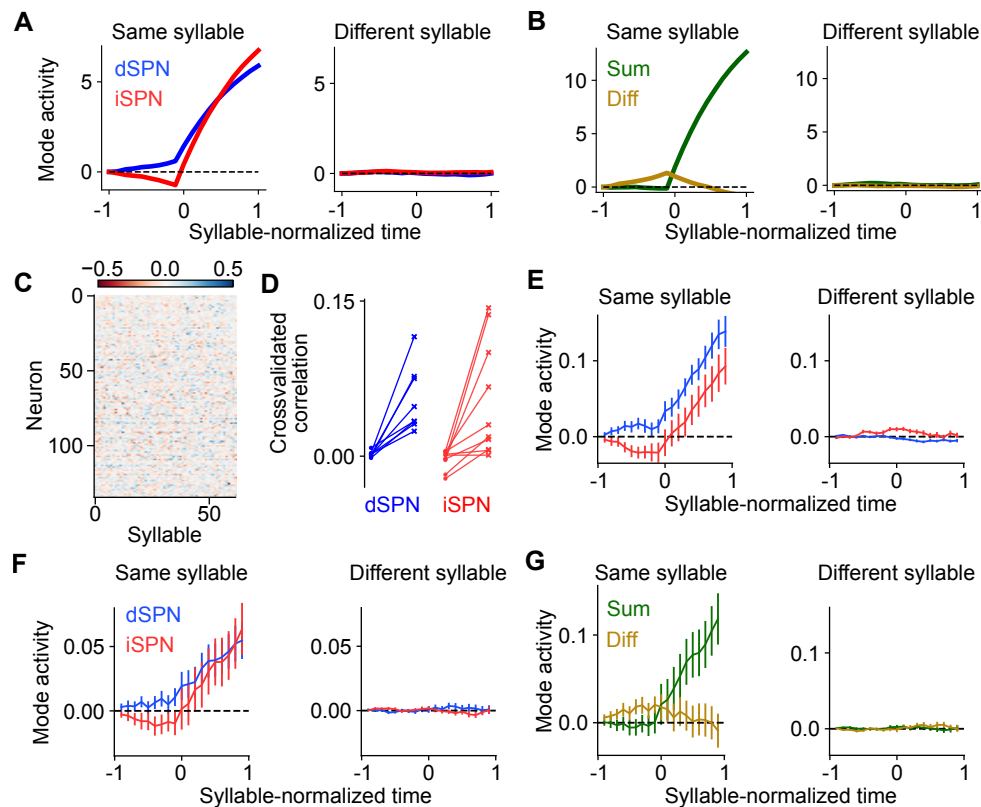 A
Same syllable
Different syllable
dSPN
iSPN
Mode activity
5
0
5
0
-1
0
1
-1
0
1
Syllable-normalized time
B
Same syllable
Different syllable
Sum
Diff
10
5
0
10
5
0
-1
0
1
-1
0
1
Syllable-normalized time
C
−0.5
0.0
0.5
Neuron
0
50
100
0
50
Syllable
D
Crossvalidated
correlation
0.15
0.00
dSPN
iSPN
E
Same syllable
Different syllable
Mode activity
0.1
0.0
0.1
0.0
-1
0
1
-1
0
1
Syllable-normalized time
F
Same syllable
Different syllable
dSPN
iSPN
Mode activity
0.05
0.00
0.05
0.00
-1
0
1
-1
0
1
Syllable-normalized time
G
Same syllable
Different syllable
Sum
Diff
Mode activity
0.1
0.0
0.1
0.0
-1
0
1
-1
0
1
Syllable-normalized time